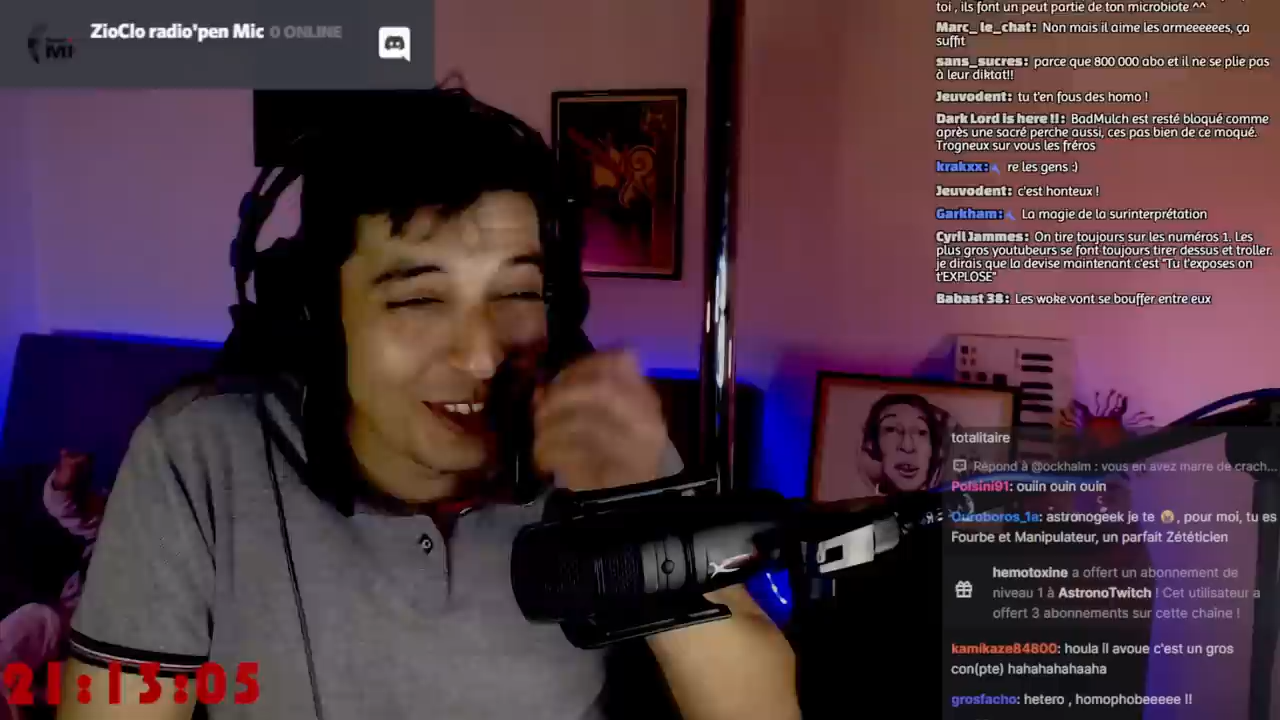 ZioClo radio'pen Mic 0 ONLINE
MI
toi , ils font un peut partie de ton microbiote ^^
Marc_ le_chat: Non mais il aime les armeeeeees, ça
suffit
sans_sucres: parce que 800 000 abo et il ne se plie pas
à leur diktat!!
Jeuvodent: tu t'en fous des homo !
Dark Lord is here !!: BadMulch est resté bloqué comme
après une sacré perche aussi, ces pas bien de ce moqué.
Trogneux sur vous les fréros
krakxx: re les gens :)
Jeuvodent: c'est honteux !
Garkham: La magie de la surinterprétation
Cyril Jammes: On tire toujours sur les numéros 1. Les
plus gros youtubeurs se font toujours tirer dessus et troller.
je dirais que la devise maintenant c'est "Tu t'exposes on
t'EXPLOSE"
Babast 38: Les woke vont se bouffer entre eux
totalitaire
Répond à @ockhalm : vous en avez marre de crach...
Polsini91: ouiin ouin ouin
Ouroboros_1a: astronogeek je te 😭, pour moi, tu es
Fourbe et Manipulateur, un parfait Zététicien
hemotoxine a offert un abonnement de
niveau 1 à AstronoTwitch ! Cet utilisateur a
offert 3 abonnements sur cette chaîne !
kamikaze84800: houla il avoue c'est un gros
con(pte) hahahahahaaha
grosfacho: hetero , homophobeeeee !!
21:13:05